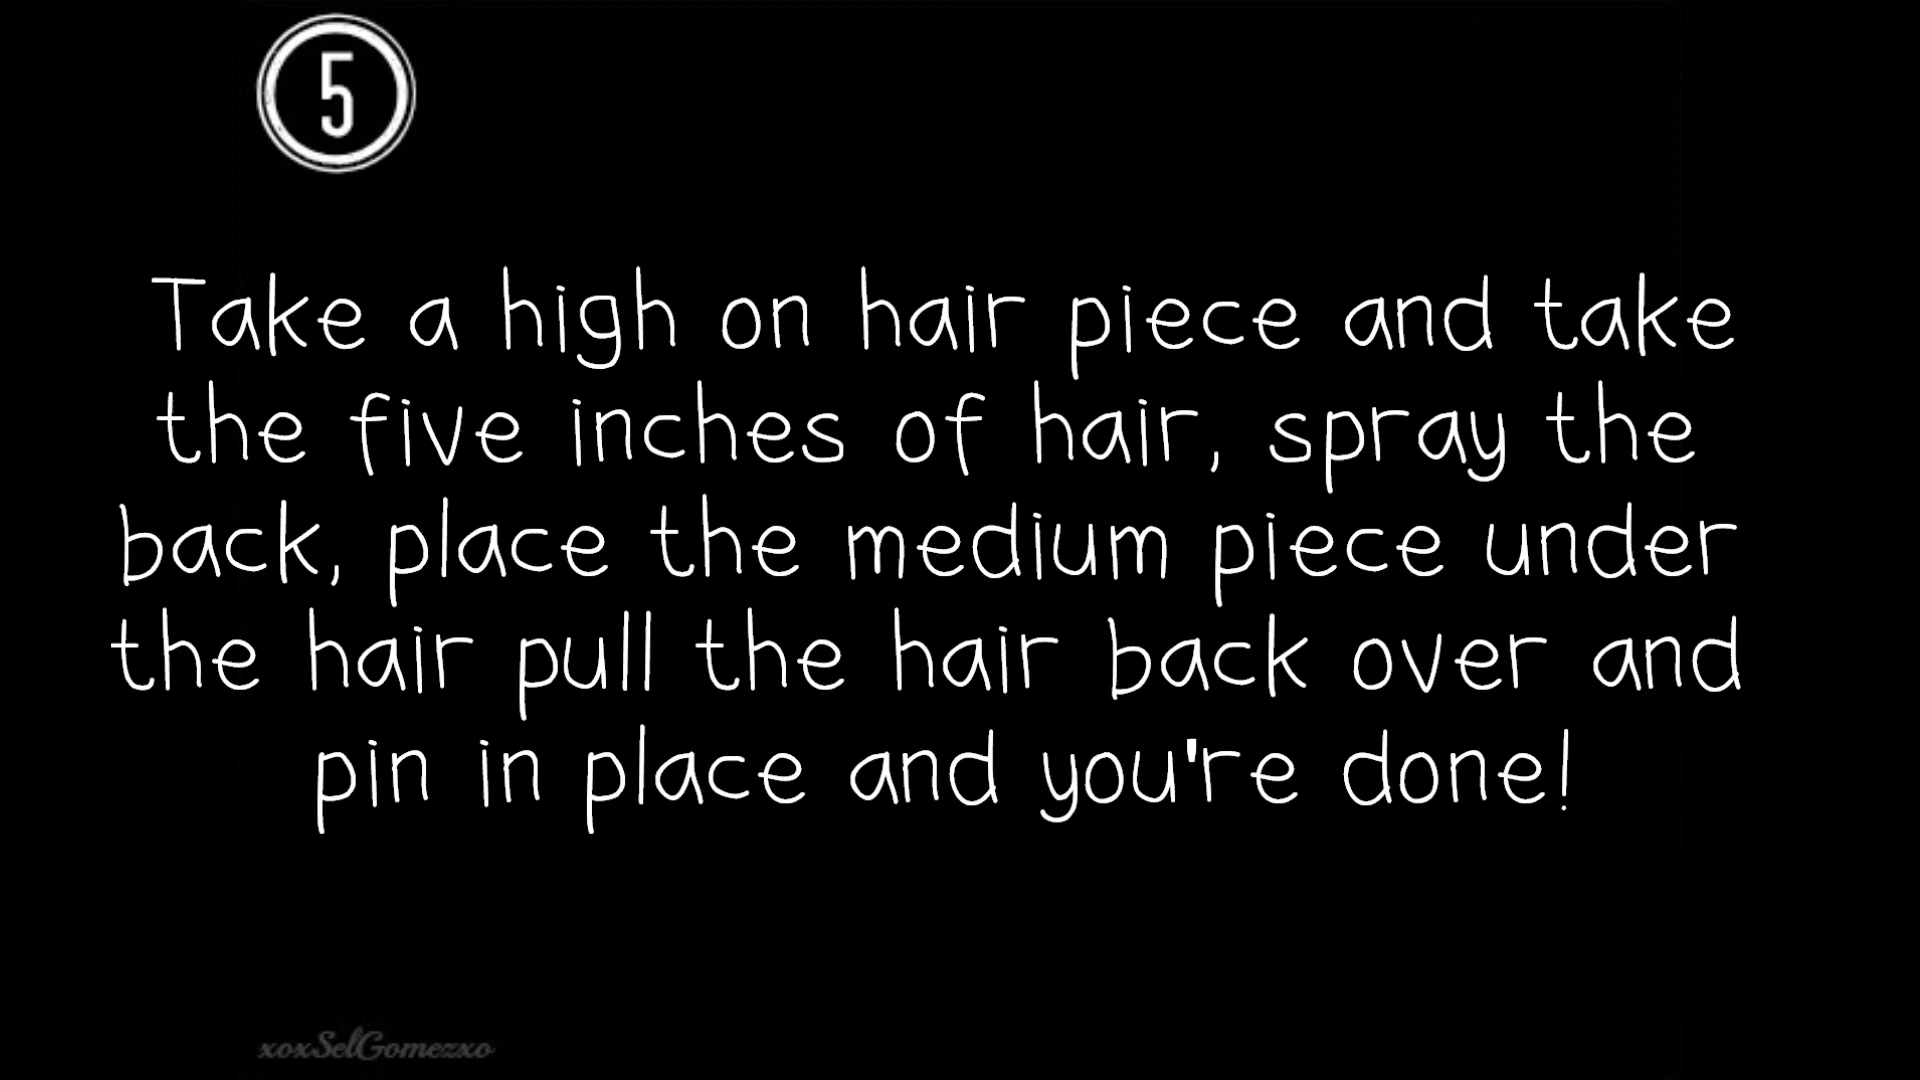 5
Take a high on hair piece and take
the five inches of hair, spray the
back, place the medium piece under
the hair pull the hair back over and
pin in place and you're done!
xoxSelGomezxo